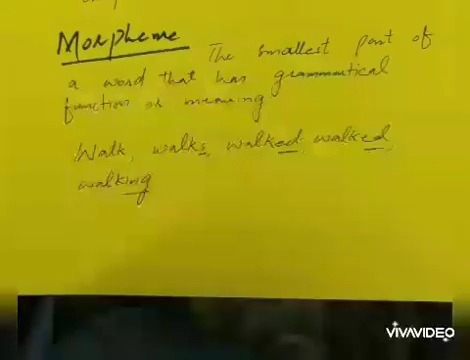 Morpheme The smallest part of
a word that has grammatical
function or meaning
Walk, walks, walked, walked,
walking
VIVAVIDEO